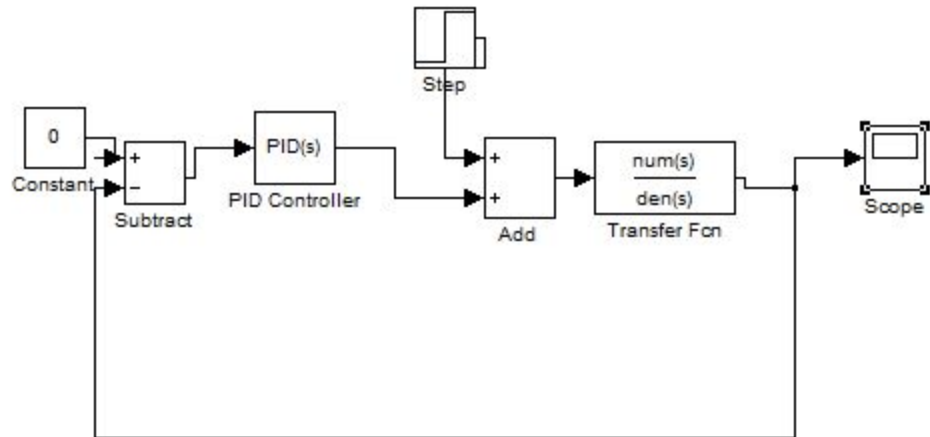 Step
0
Constant
+
−
Subtract
PID(s)
PID Controller
+
+
Add
num(s)
den(s)
Transfer Fcn
Scope